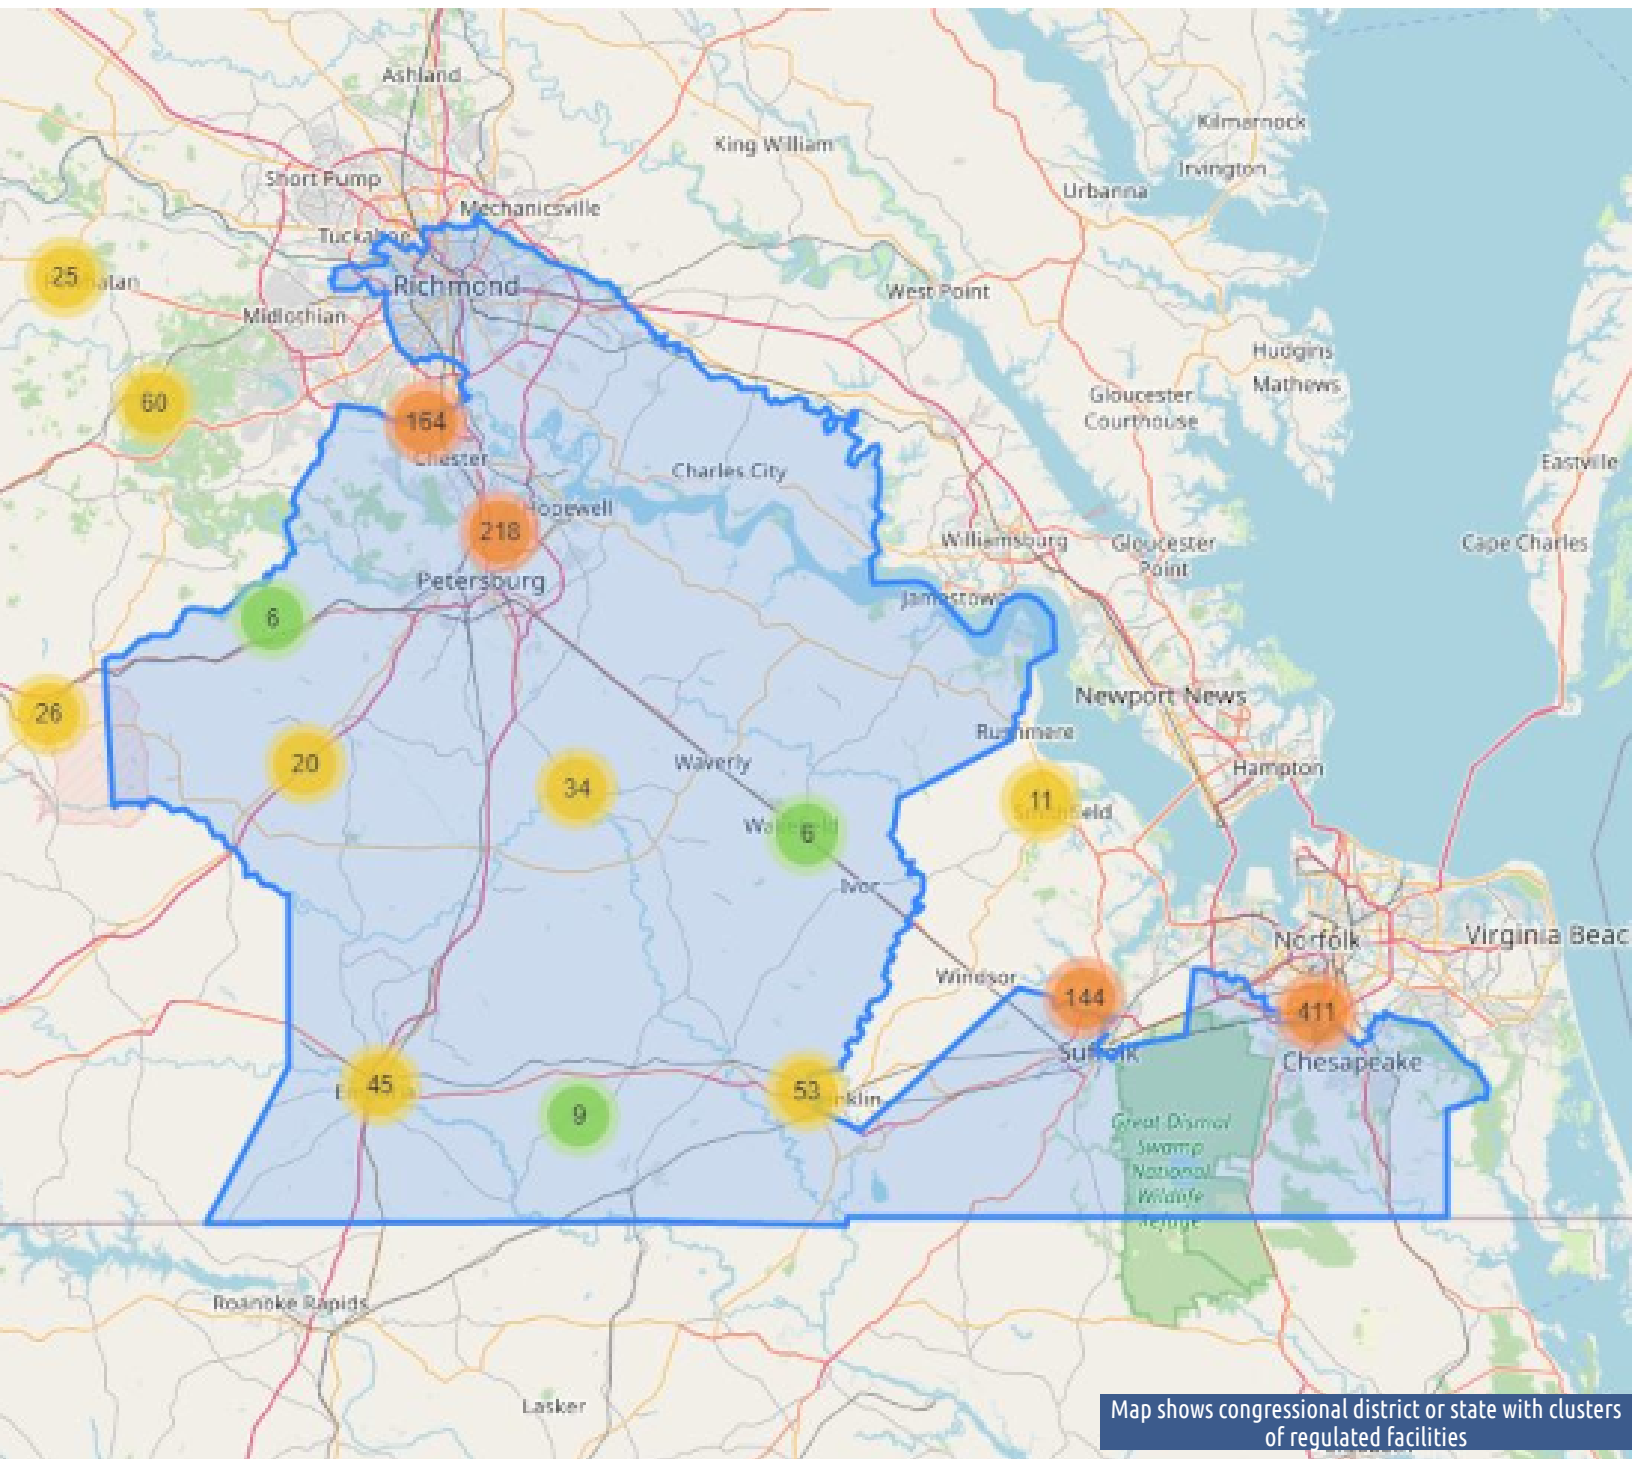 Ashland
Kilmarnock
King William
Irvington
Short Pump
Urbanna
Mechanicsville
Tuckahoe
25
Richmond
West Point
Midlothian
Hudgins
Mathews
60
Gloucester
Courthouse
164
Chester
Eastville
Charles City
Hopewell
218
Williamsburg
Gloucester
Point
Cape Charles
Petersburg
Jamestown
6
Newport News
26
Rushmere
20
Waverly
Hampton
34
11
Smithfield
6
Ivor
Norfolk
Virginia Beac
Windsor
144
411
Suffolk
Chesapeake
45
53
nklin
9
Great Dismal
Swamp
National
Wildlife
Refuge
Roanoke Rapids
Lasker
Map shows congressional district or state with clusters
of regulated facilities